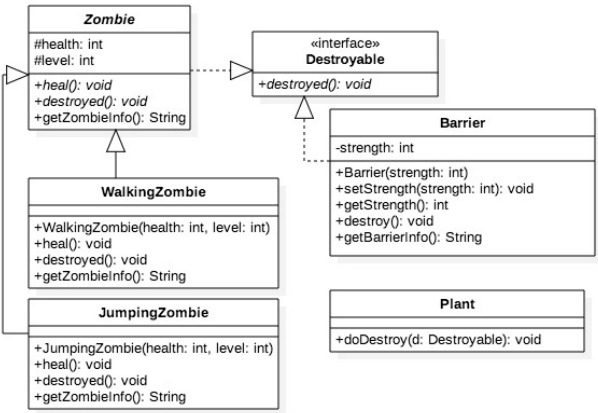 Zombie
#health: int
#level: int
+heal(): void
+destroyed(): void
+getZombieInfo(): String
«interface»
Destroyable
+destroyed(): void
Barrier
-strength: int
+Barrier(strength: int)
+setStrength(strength: int): void
+getStrength(): int
+destroy(): void
+getBarrierInfo(): String
WalkingZombie
+WalkingZombie(health: int, level: int)
+heal(): void
+destroyed(): void
+getZombieInfo(): String
JumpingZombie
+JumpingZombie(health: int, level: int)
+heal(): void
+destroyed(): void
+getZombieInfo(): String
Plant
+doDestroy(d: Destroyable): void